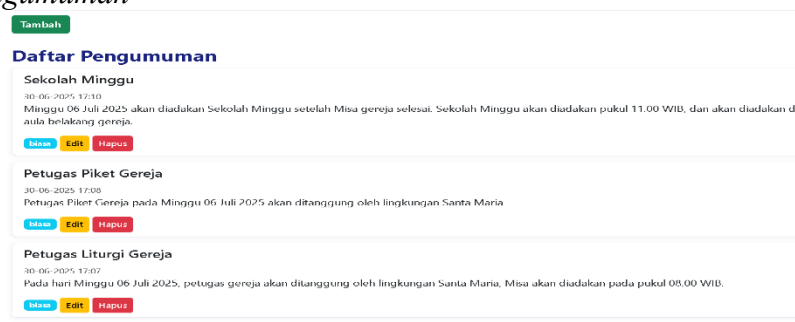 Tambah
Daftar Pengumuman
Sekolah Minggu
30-06-2025 17:10
Minggu 06 Juli 2025 akan diadakan Sekolah Minggu setelah Misa gereja selesai. Sekolah Minggu akan diadakan pukul 11.00 WIB, dan akan diadakan d
aula belakang gereja.
biasa Edit Hapus
Petugas Piket Gereja
30-06-2025 17:08
Petugas Piket Gereja pada Minggu 06 Juli 2025 akan ditanggung oleh lingkungan Santa Maria
biasa Edit Hapus
Petugas Liturgi Gereja
30-06-2025 17:07
Pada hari Minggu 06 Juli 2025, petugas gereja akan ditanggung oleh lingkungan Santa Maria, Misa akan diadakan pada pukul 08.00 WIB.
biasa Edit Hapus